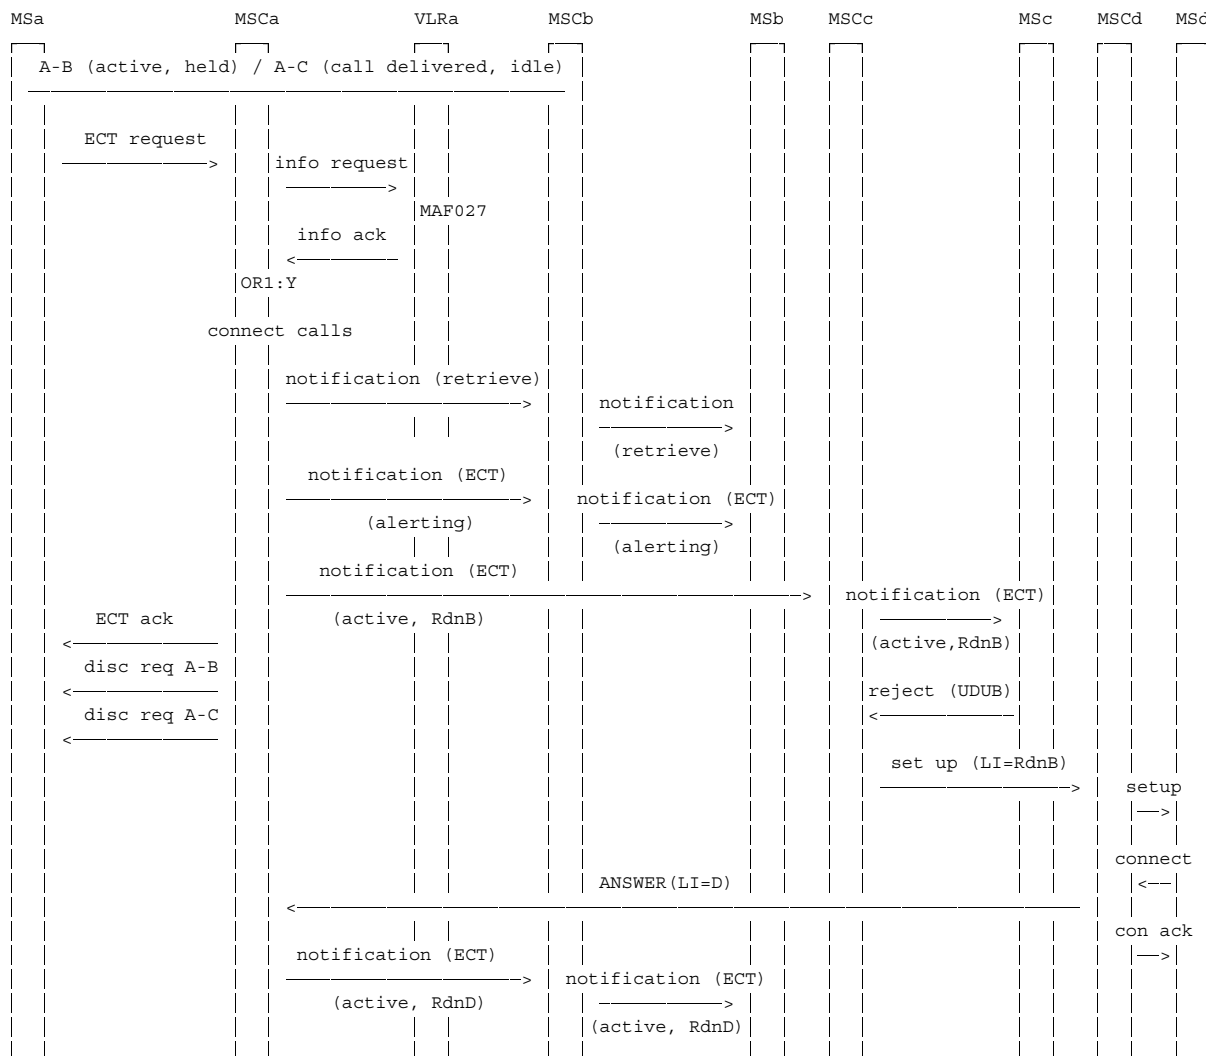 MSa MSCa VLRa MSCb MSb MSCc MSc MSCd MSd
A-B (active, held) / A-C (call delivered, idle)
ECT request
info request
MAF027
info ack
OR1:Y
connect calls
notification (retrieve)
notification
(retrieve)
notification (ECT)
notification (ECT)
(alerting)
(alerting)
notification (ECT)
notification (ECT)
ECT ack (active, RdnB)
(active,RdnB)
disc req A-B
reject (UDUB)
disc req A-C
set up (LI=RdnB)
setup
connect
ANSWER(LI=D)
con ack
notification (ECT)
notification (ECT)
(active, RdnD)
(active, RdnD)